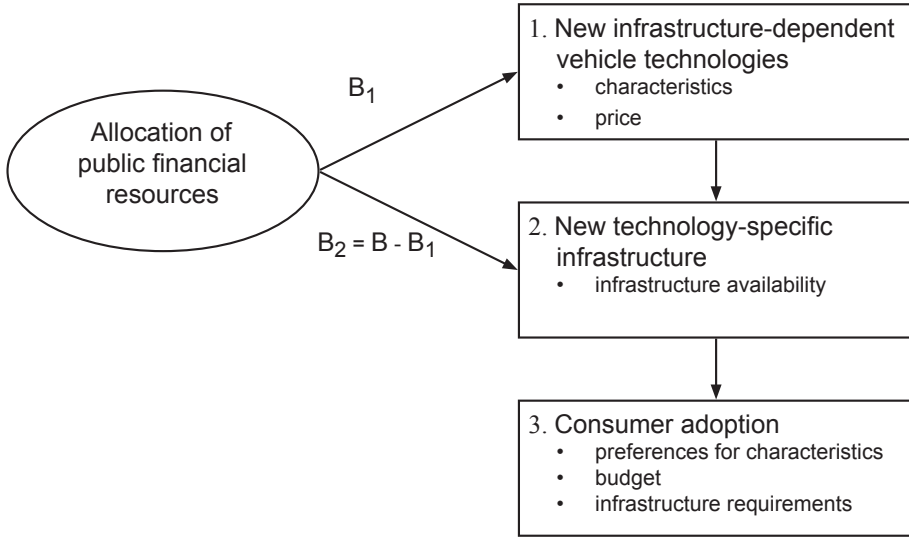 Allocation of
public financial
resources
B₁
B₂ = B - B₁
1. New infrastructure-dependent
vehicle technologies
• characteristics
• price
2. New technology-specific
infrastructure
• infrastructure availability
3. Consumer adoption
• preferences for characteristics
• budget
• infrastructure requirements